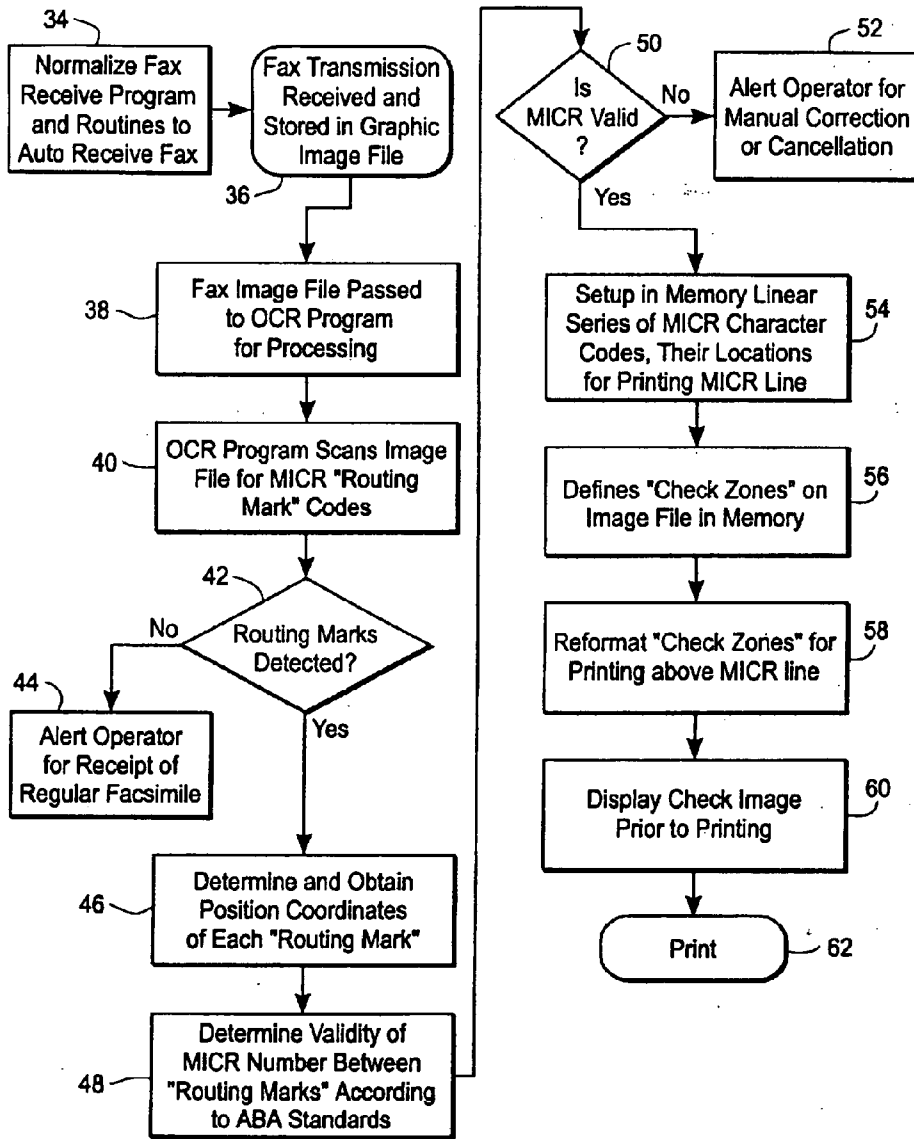 34
Normalize Fax
Receive Program
and Routines to
Auto Receive Fax
Fax Transmission
Received and
Stored in Graphic
Image File
36
38
Fax Image File Passed
to OCR Program
for Processing
40
OCR Program Scans Image
File for MICR "Routing
Mark" Codes
42
Routing Marks
Detected?
No
Yes
44
Alert Operator
for Receipt of
Regular Facsimile
46
Determine and Obtain
Position Coordinates
of Each "Routing Mark"
48
Determine Validity of
MICR Number Between
"Routing Marks" According
to ABA Standards
50
Is
MICR Valid
?
No
Yes
52
Alert Operator for
Manual Correction
or Cancellation
Setup in Memory Linear
Series of MICR Character
Codes, Their Locations
for Printing MICR Line
54
Defines "Check Zones" on
Image File in Memory
56
Reformat "Check Zones" for
Printing above MICR line
58
Display Check Image
Prior to Printing
60
Print
62